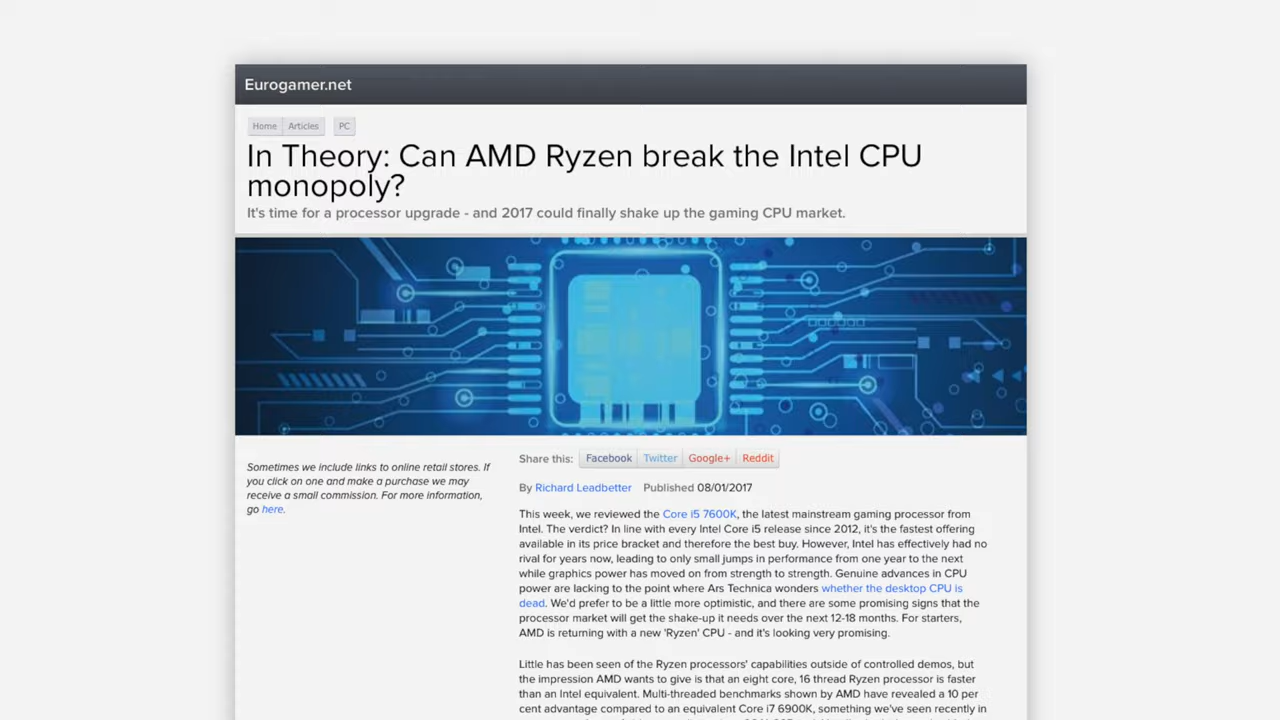 Eurogamer.net
Home Articles PC
In Theory: Can AMD Ryzen break the Intel CPU
monopoly?
It's time for a processor upgrade - and 2017 could finally shake up the gaming CPU market.
Sometimes we include links to online retail stores. If
you click on one and make a purchase we may
receive a small commission. For more information,
go here.
Share this: Facebook Twitter Google+ Reddit
By Richard Leadbetter Published 08/01/2017
This week, we reviewed the Core i5 7600K, the latest mainstream gaming processor from
Intel. The verdict? In line with every Intel Core i5 release since 2012, it's the fastest offering
available in its price bracket and therefore the best buy. However, Intel has effectively had no
rival for years now, leading to only small jumps in performance from one year to the next
while graphics power has moved on from strength to strength. Genuine advances in CPU
power are lacking to the point where Ars Technica wonders whether the desktop CPU is
dead. We'd prefer to be a little more optimistic, and there are some promising signs that the
processor market will get the shake-up it needs over the next 12-18 months. For starters,
AMD is returning with a new 'Ryzen' CPU - and it's looking very promising.
Little has been seen of the Ryzen processors' capabilities outside of controlled demos, but
the impression AMD wants to give is that an eight core, 16 thread Ryzen processor is faster
than an Intel equivalent. Multi-threaded benchmarks shown by AMD have revealed a 10 per
cent advantage compared to an equivalent Core i7 6900K, something we've seen recently in